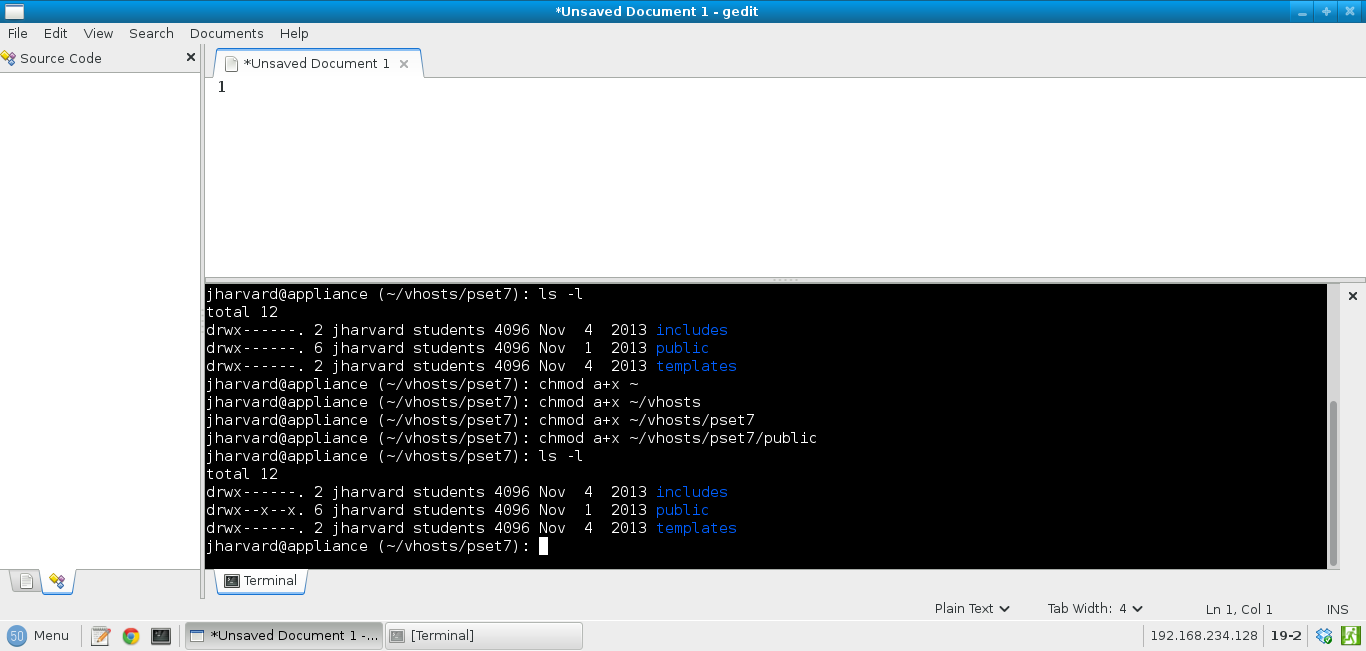 *Unsaved Document 1 - gedit
File Edit View Search Documents Help
Source Code
*Unsaved Document 1
1
jharvard@appliance (~/vhosts/pset7): ls -l
total 12
drwx------. 2 jharvard students 4096 Nov  4  2013 includes
drwx------. 6 jharvard students 4096 Nov  1  2013 public
drwx------. 2 jharvard students 4096 Nov  4  2013 templates
jharvard@appliance (~/vhosts/pset7): chmod a+x ~
jharvard@appliance (~/vhosts/pset7): chmod a+x ~/vhosts
jharvard@appliance (~/vhosts/pset7): chmod a+x ~/vhosts/pset7
jharvard@appliance (~/vhosts/pset7): chmod a+x ~/vhosts/pset7/public
jharvard@appliance (~/vhosts/pset7): ls -l
total 12
drwx------. 2 jharvard students 4096 Nov  4  2013 includes
drwx--x--x. 6 jharvard students 4096 Nov  1  2013 public
drwx------. 2 jharvard students 4096 Nov  4  2013 templates
jharvard@appliance (~/vhosts/pset7):
Terminal
Plain Text Tab Width: 4 Ln 1, Col 1 INS
50 Menu *Unsaved Document 1 -... [Terminal] 192.168.234.128 19-2